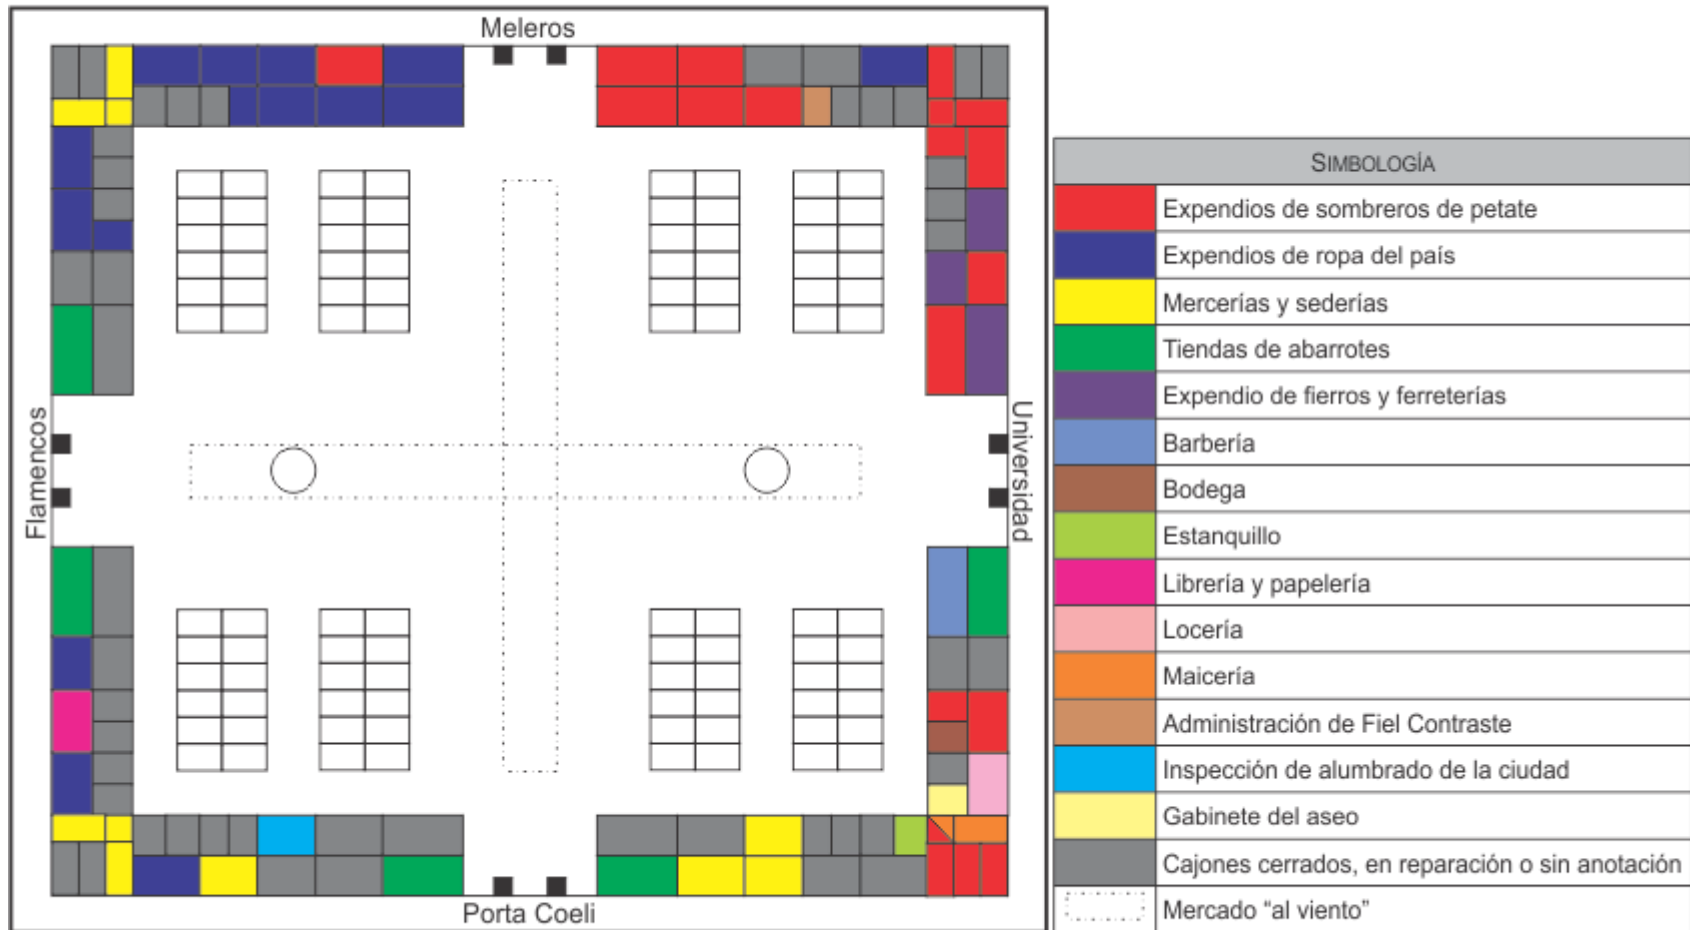 Meleros
Flamencos
Universidad
Porta Coeli
SIMBOLOGÍA
Expendios de sombreros de petate
Expendios de ropa del país
Mercerías y sederías
Tiendas de abarrotes
Expendio de fierros y ferreterías
Barbería
Bodega
Estanquillo
Librería y papelería
Locería
Maicería
Administración de Fiel Contraste
Inspección de alumbrado de la ciudad
Gabinete del aseo
Cajones cerrados, en reparación o sin anotación
Mercado “al viento”